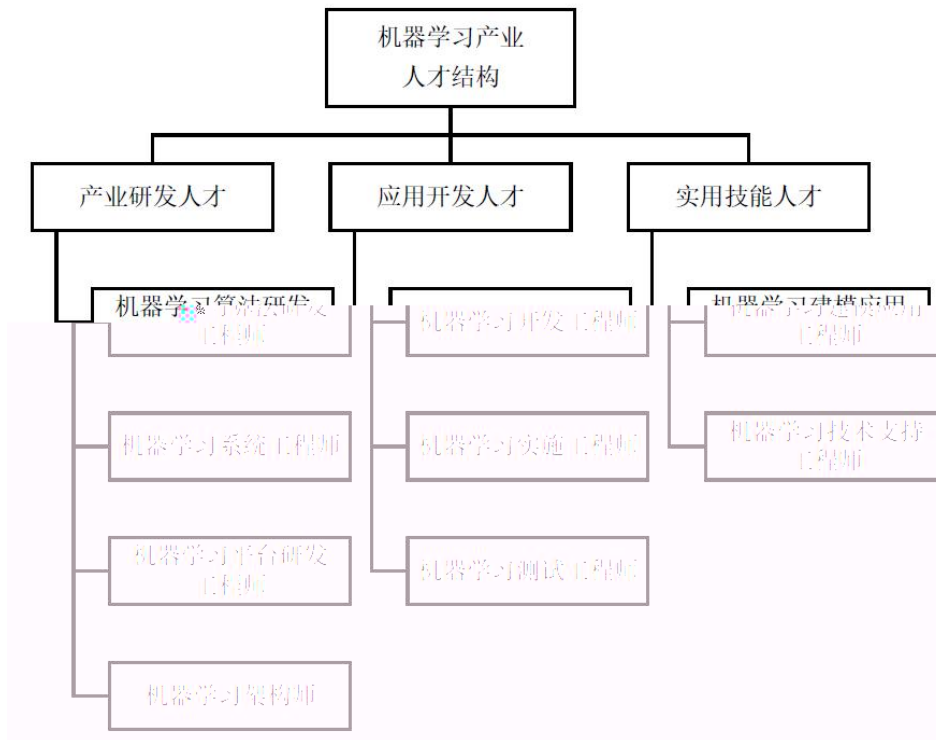 机器学习产业
人才结构
产业研发人才
应用开发人才
实用技能人才
机器学习算法研发
工程师
机器学习开发工程师
机器学习建模应用
工程师
机器学习系统工程师
机器学习实施工程师
机器学习技术支持
工程师
机器学习平台研发
工程师
机器学习测试工程师
机器学习架构师